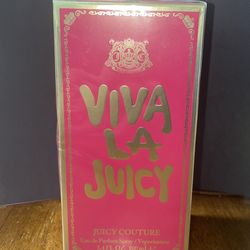 VIVA
LA
JUICY
JUICY COUTURE
Eau de Parfum Spray / Vaporisateur